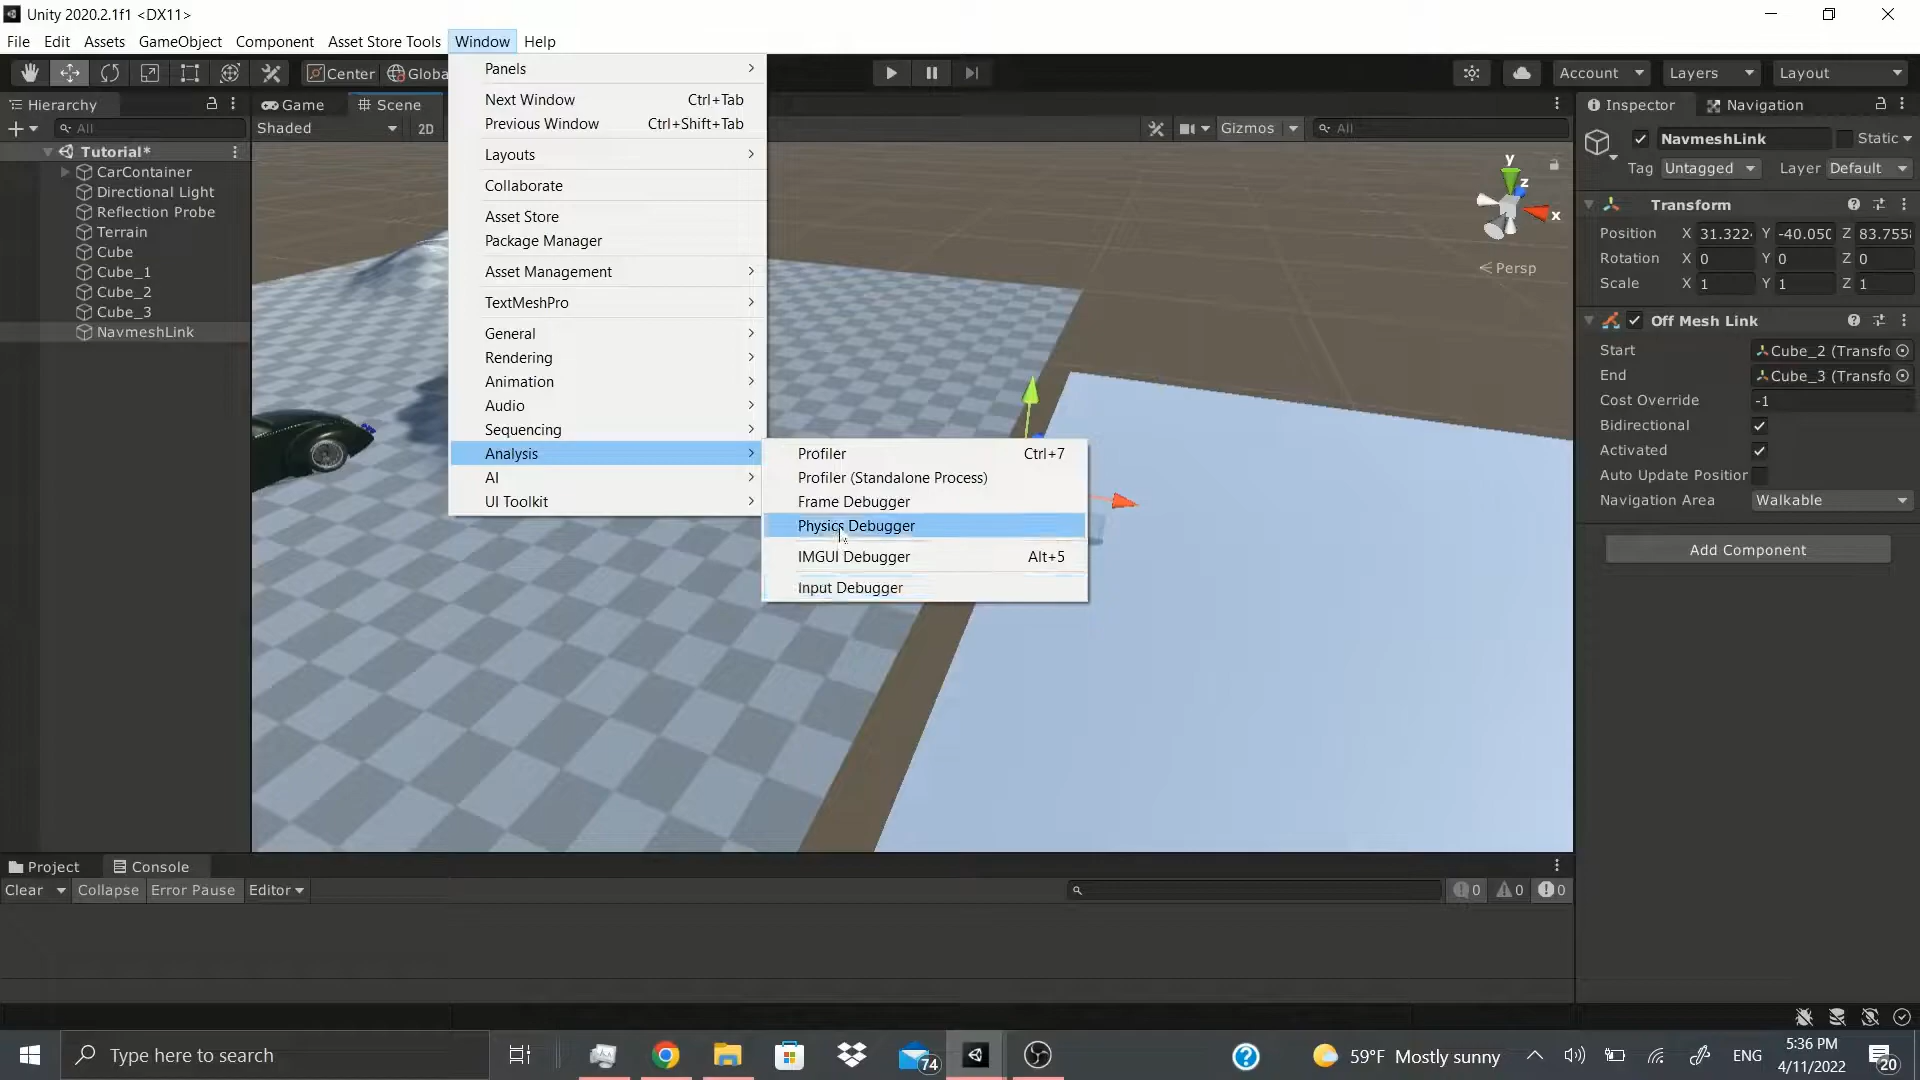 Unity 2020.2.1f1 <DX11>
File Edit Assets GameObject Component Asset Store Tools Window Help
Center Globa Account Layers Layout
Hierarchy Game Scene Inspector Navigation
All Shaded 2D Gizmos All
Tutorial*
CarContainer
Directional Light
Reflection Probe
Terrain
Cube
Cube_1
Cube_2
Cube_3
NavmeshLink
Panels
Next Window Ctrl+Tab
Previous Window Ctrl+Shift+Tab
Layouts
Collaborate
Asset Store
Package Manager
Asset Management
TextMeshPro
General
Rendering
Animation
Audio
Sequencing
Analysis
AI
UI Toolkit
Profiler Ctrl+7
Profiler (Standalone Process)
Frame Debugger
Physics Debugger
IMGUI Debugger Alt+5
Input Debugger
y
z
x
Persp
NavmeshLink Static
Tag Untagged Layer Default
Transform
Position X 31.322 Y -40.050 Z 83.755
Rotation X 0 Y 0 Z 0
Scale X 1 Y 1 Z 1
Off Mesh Link
Start Cube_2 (Transfo
End Cube_3 (Transfo
Cost Override -1
Bidirectional
Activated
Auto Update Position
Navigation Area Walkable
Add Component
Project Console
Clear Collapse Error Pause Editor 0 0 0
Type here to search 74 59°F Mostly sunny ENG 5:36 PM
4/11/2022 20